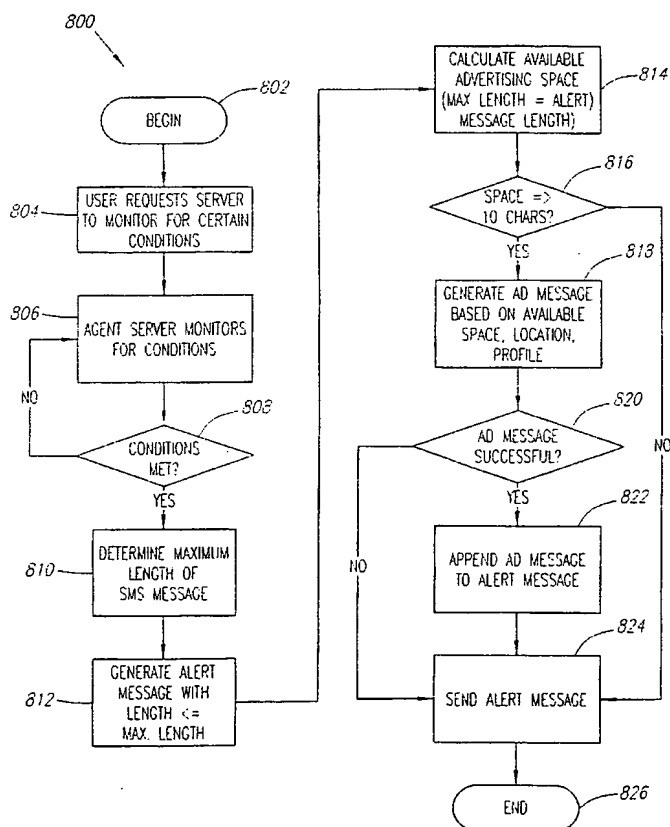 800
802
BEGIN
804
USER REQUESTS SERVER
TO MONITOR FOR CERTAIN
CONDITIONS
806
AGENT SERVER MONITORS
FOR CONDITIONS
NO
808
CONDITIONS
MET?
YES
810
DETERMINE MAXIMUM
LENGTH OF
SMS MESSAGE
812
GENERATE ALERT
MESSAGE WITH
LENGTH <=
MAX. LENGTH
CALCULATE AVAILABLE
ADVERTISING SPACE
(MAX LENGTH = ALERT)
MESSAGE LENGTH)
814
816
SPACE =>
10 CHARS?
YES
818
GENERATE AD MESSAGE
BASED ON AVAILABLE
SPACE, LOCATION,
PROFILE
820
AD MESSAGE
SUCCESSFUL?
NO
YES
822
NO
APPEND AD MESSAGE
TO ALERT MESSAGE
824
SEND ALERT MESSAGE
END
826